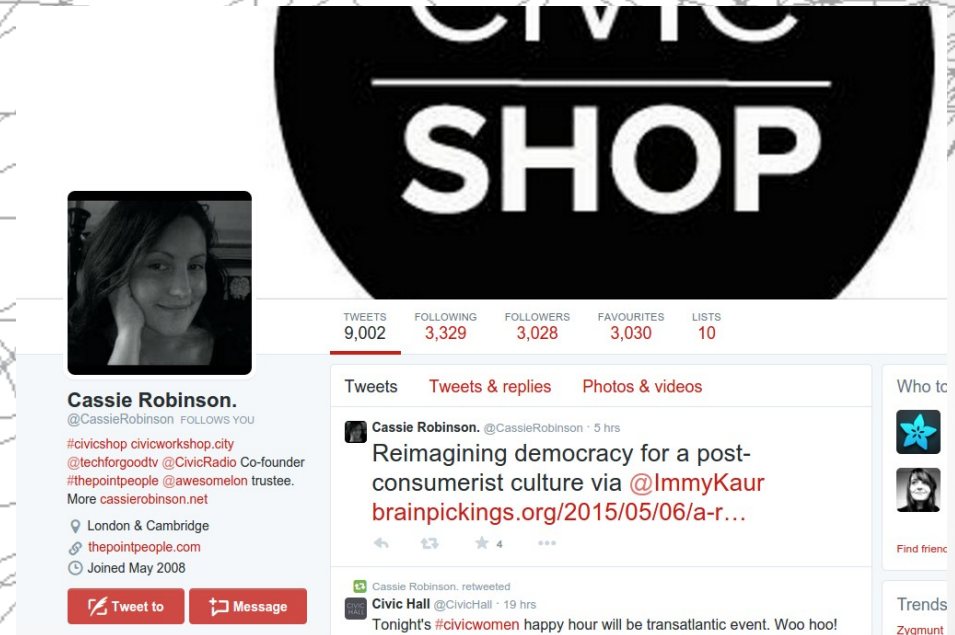 CIVIC
SHOP
TWEETS FOLLOWING FOLLOWERS FAVOURITES LISTS
9,002 3,329 3,028 3,030 10
Cassie Robinson.
@CassieRobinson FOLLOWS YOU
#civicshop civicworkshop.city
@techforgoodtv @CivicRadio Co-founder
#thepointpeople @awesomelon trustee.
More cassierobinson.net
London & Cambridge
thepointpeople.com
Joined May 2008
Tweet to Message
Tweets Tweets & replies Photos & videos
Cassie Robinson. @CassieRobinson · 5 hrs
Reimagining democracy for a post-
consumerist culture via @ImmyKaur
brainpickings.org/2015/05/06/a-r…
4
Cassie Robinson. retweeted
CIVIC
HALL
Civic Hall @CivicHall · 19 hrs
Tonight's #civicwomen happy hour will be transatlantic event. Woo hoo!
Who to
Find friend
Trends
Zygmunt